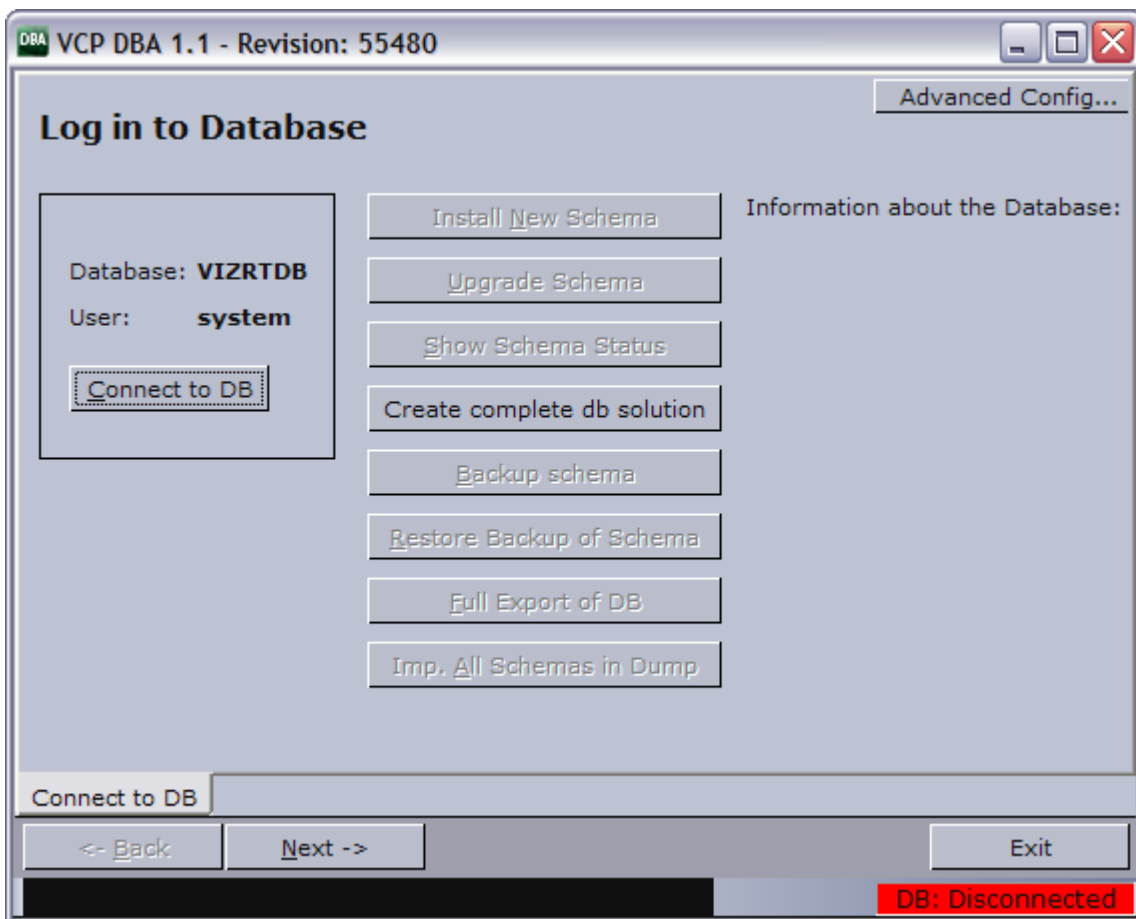 DBA VCP DBA 1.1 - Revision: 55480
Advanced Config...
Log in to Database
Database: VIZRTDB
User: system
Connect to DB
Install New Schema
Upgrade Schema
Show Schema Status
Create complete db solution
Backup schema
Restore Backup of Schema
Full Export of DB
Imp. All Schemas in Dump
Information about the Database:
Connect to DB
<- Back
Next ->
Exit
DB: Disconnected